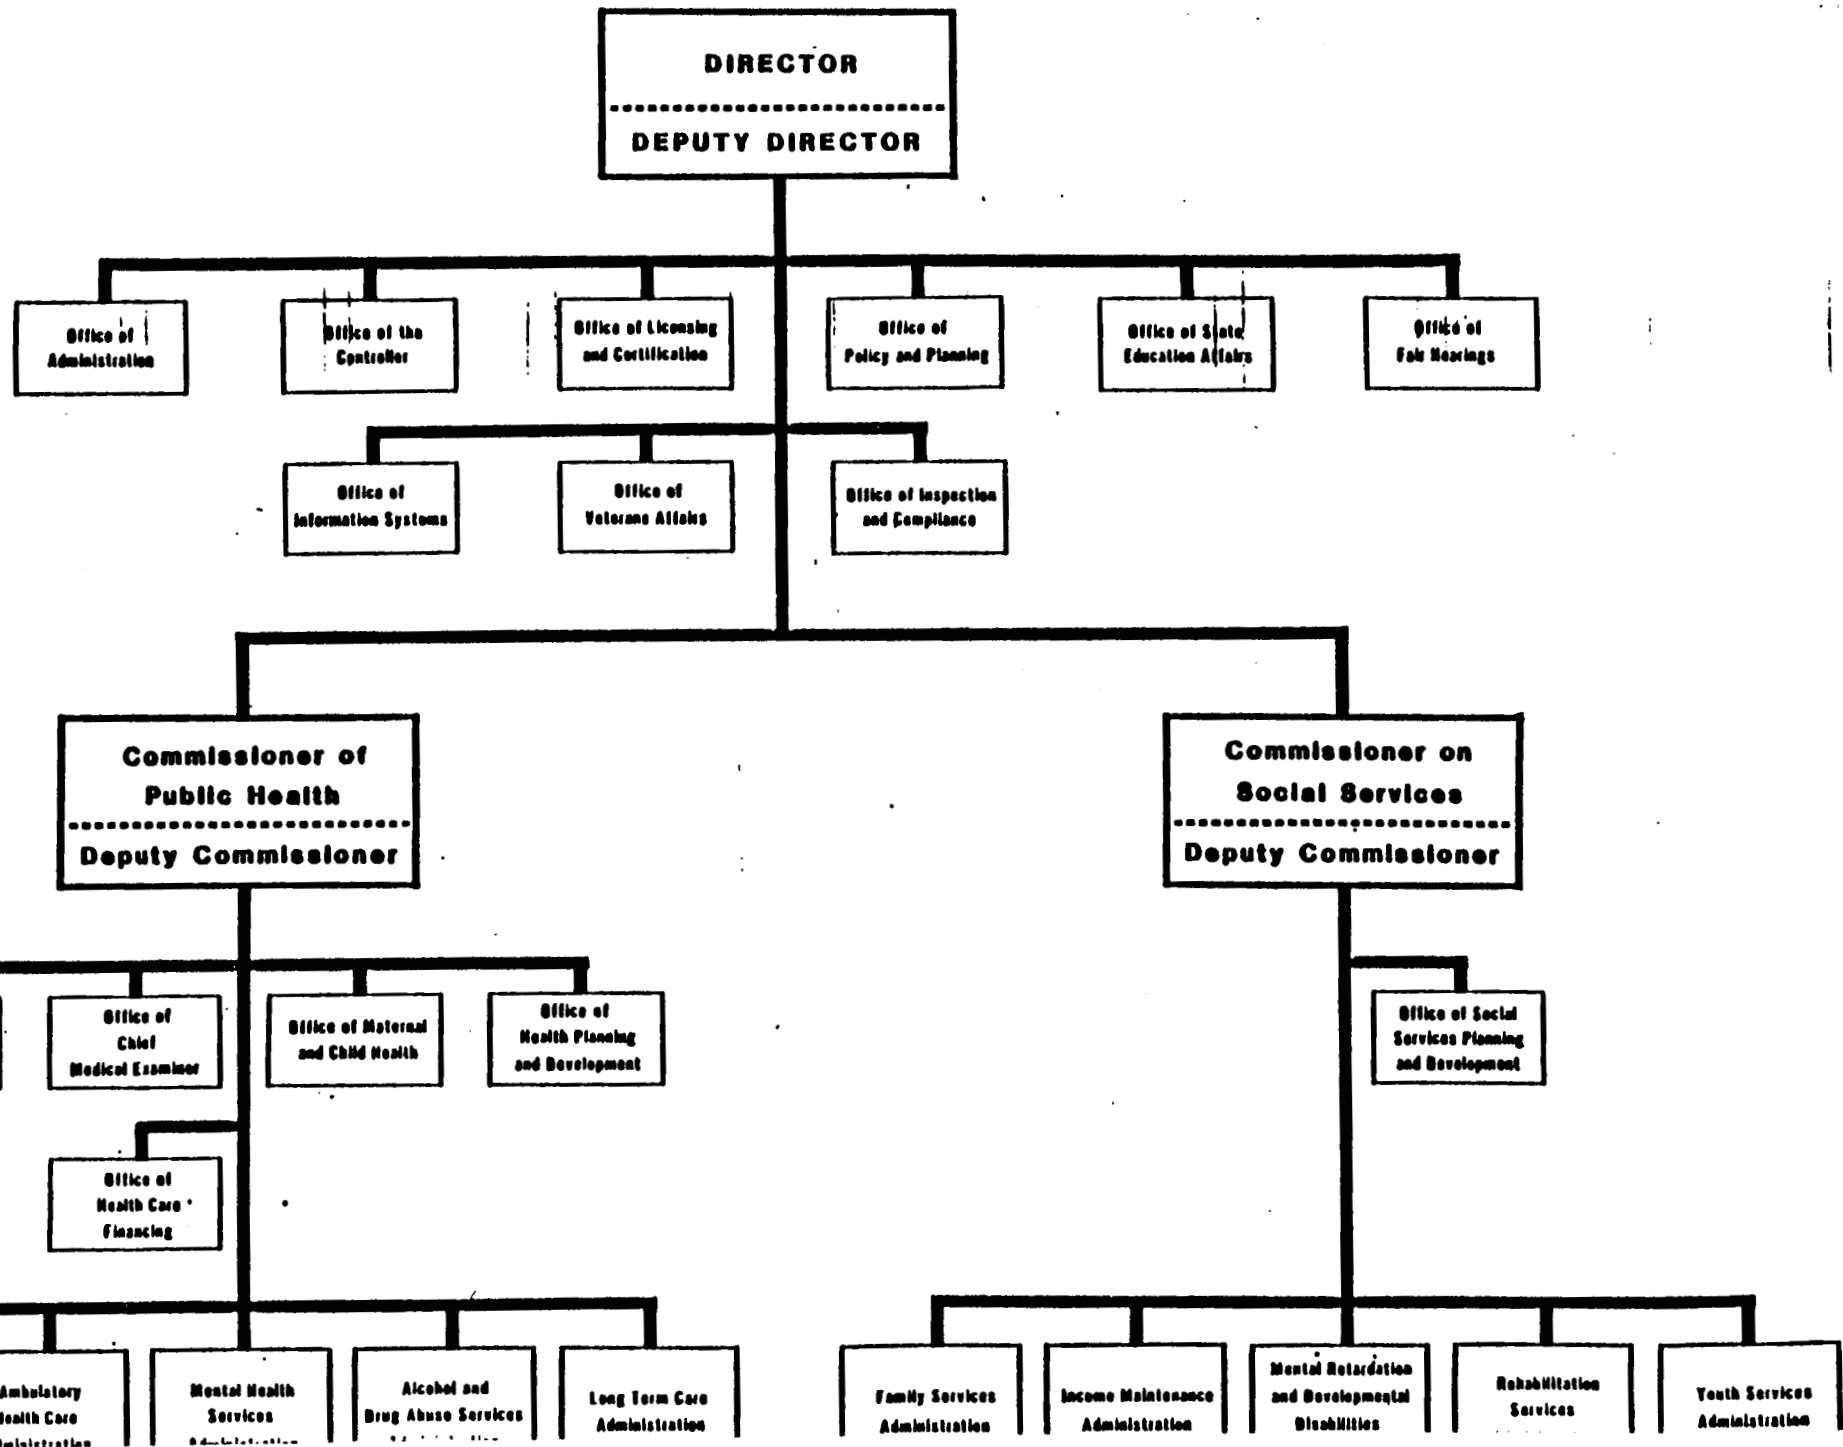 DIRECTOR
DEPUTY DIRECTOR
Office of
Administration
Office of the
Controller
Office of Licensing
and Certification
Office of
Policy and Planning
Office of State
Education Affairs
Office of
Fair Hearings
Office of
Information Systems
Office of
Veterans Affairs
Office of Inspection
and Compliance
Commissioner of
Public Health
Deputy Commissioner
Commissioner on
Social Services
Deputy Commissioner
Office of
Chief
Medical Examiner
Office of Maternal
and Child Health
Office of
Health Planning
and Development
Office of Social
Services Planning
and Development
Office of
Health Care
Financing
Ambulatory
Care
Mental Health
Services
Alcohol and
Drug Abuse Services
Long Term Care
Administration
Family Services
Administration
Income Maintenance
Administration
Mental Retardation
and Developmental
Disabilities
Rehabilitation
Services
Youth Services
Administration